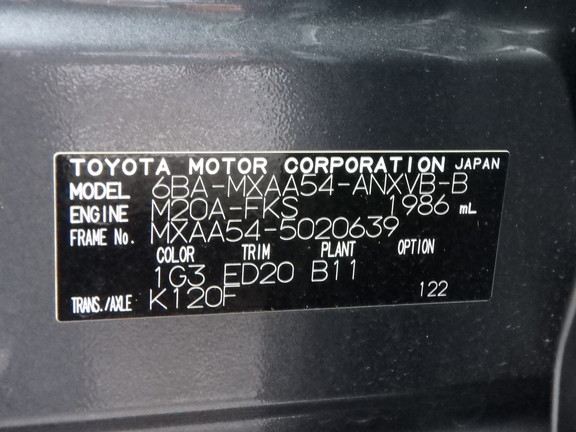 TOYOTA MOTOR CORPORATION JAPAN
MODEL 6BA-MXAA54-ANXVB-B
ENGINE M20A-FKS 1986 mL
FRAME No. MXAA54-5020639
COLOR TRIM PLANT OPTION
1G3 ED20 B11
TRANS./AXLE K120F 122